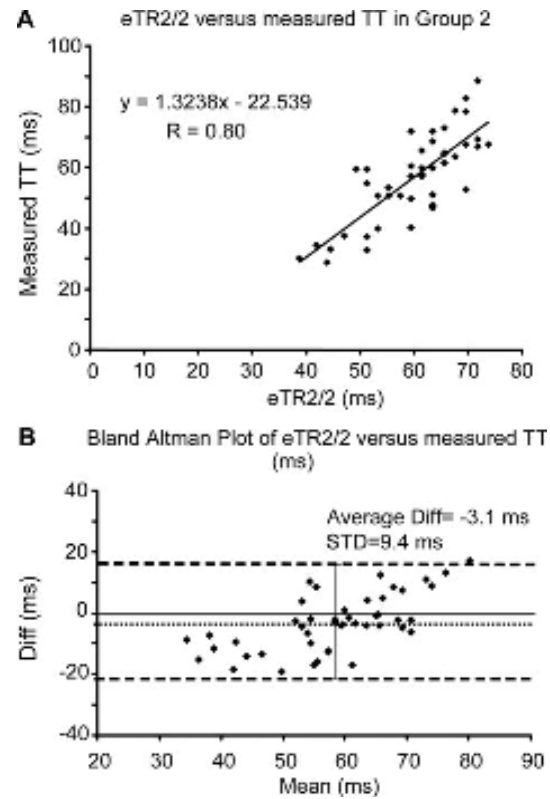 A
eTR2/2 versus measured TT in Group 2
100
80
60
40
20
0
y = 1.3238x - 22.539
R = 0.80
Measured TT (ms)
0 10 20 30 40 50 60 70 80
eTR2/2 (ms)
B
Bland Altman Plot of eTR2/2 versus measured TT
(ms)
40
20
0
-20
-40
Average Diff= -3.1 ms
STD=9.4 ms
Diff (ms)
20 30 40 50 60 70 80 90
Mean (ms)